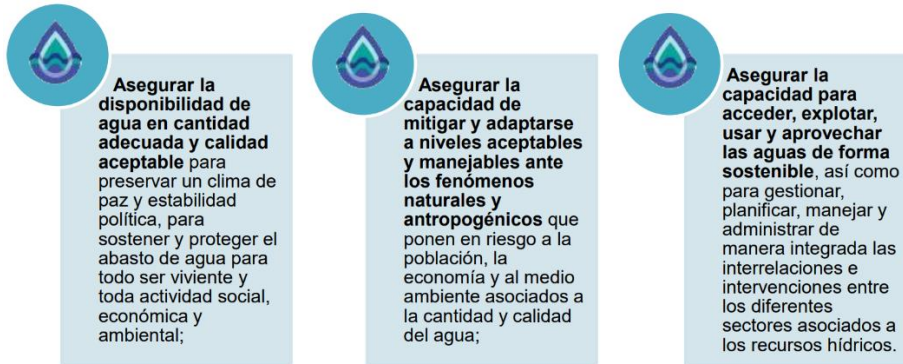 Asegurar la
disponibilidad de
agua en cantidad
adecuada y calidad
aceptable para
preservar un clima de
paz y estabilidad
política, para
sostener y proteger el
abasto de agua para
todo ser viviente y
toda actividad social,
económica y
ambiental;
Asegurar la
capacidad de
mitigar y adaptarse
a niveles aceptables
y manejables ante
los fenómenos
naturales y
antropogénicos que
ponen en riesgo a la
población, la
economía y al medio
ambiente asociados a
la cantidad y calidad
del agua;
Asegurar la
capacidad para
acceder, explotar,
usar y aprovechar
las aguas de forma
sostenible, así como
para gestionar,
planificar, manejar y
administrar de
manera integrada las
interrelaciones e
intervenciones entre
los diferentes
sectores asociados a
los recursos hídricos.